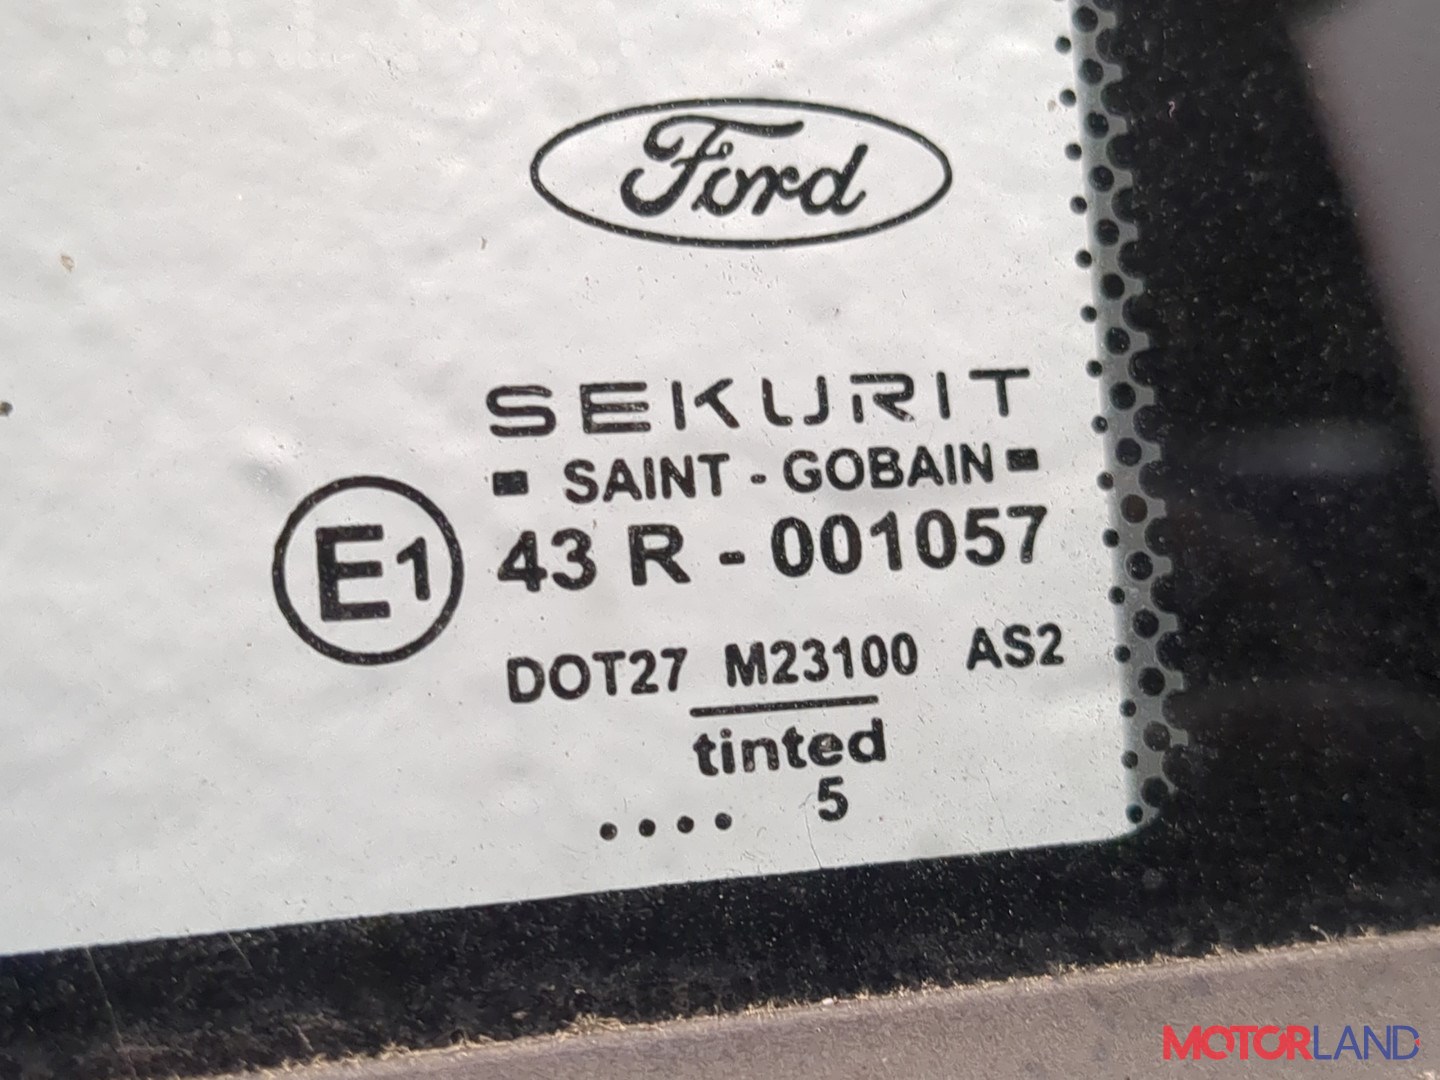 Ford
SEKURIT
SAINT - GOBAIN
E1 43 R - 001057
DOT27 M23100 AS2
tinted
.... 5
MOTORLAND